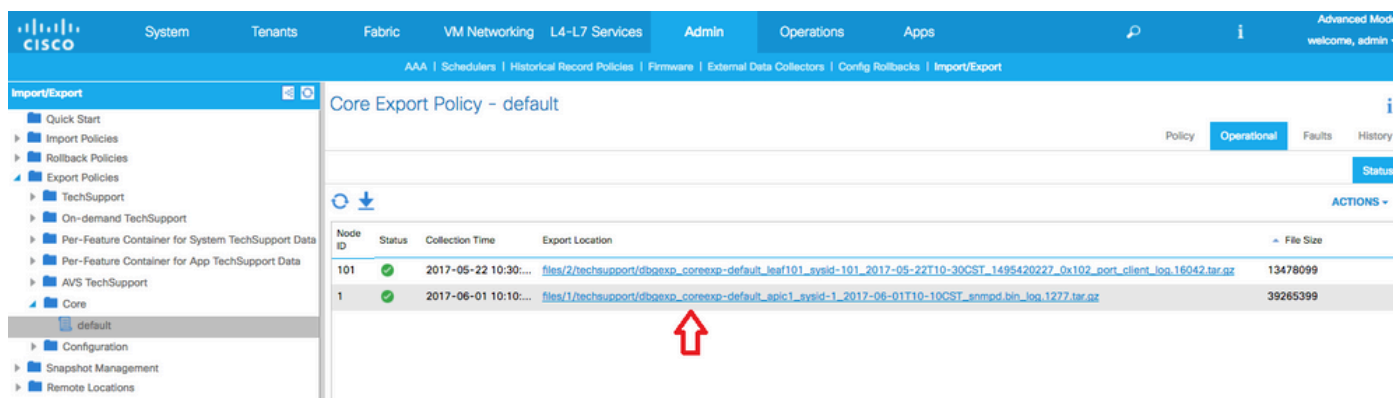 CISCO
System Tenants Fabric VM Networking L4-L7 Services Admin Operations Apps
Advanced Mode
welcome, admin
AAA | Schedulers | Historical Record Policies | Firmware | External Data Collectors | Config Rollbacks | Import/Export
Import/Export
Quick Start
Import Policies
Rollback Policies
Export Policies
TechSupport
On-demand TechSupport
Per-Feature Container for System TechSupport Data
Per-Feature Container for App TechSupport Data
AVS TechSupport
Core
default
Configuration
Snapshot Management
Remote Locations
Core Export Policy - default
i
Policy Operational Faults History
Status
ACTIONS
Node ID Status Collection Time Export Location File Size
101 2017-05-22 10:30:... files/2/techsupport/dbgexp_coreexp-default_leaf101_sysid-101_2017-05-22T10-30CST_1495420227_0x102_port_client_log.16042.tar.gz 13478099
1 2017-06-01 10:10:... files/1/techsupport/dbgexp_coreexp-default_apic1_sysid-1_2017-06-01T10-10CST_snmpd.bin_log.1277.tar.gz 39265399